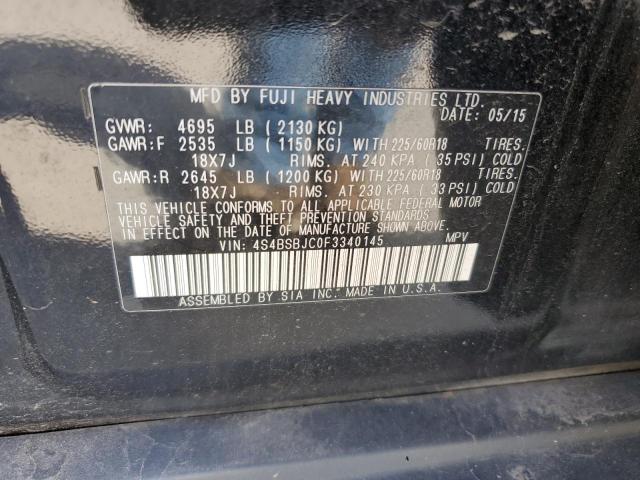 MFD BY FUJI HEAVY INDUSTRIES LTD.
DATE: 05/15
GVWR: 4695 LB (2130 KG)
GAWR:F 2535 LB (1150 KG) WITH 225/60R18 TIRES.
18X7J RIMS. AT 240 KPA (35 PSI) COLD
GAWR:R 2645 LB (1200 KG) WITH 225/60R18 TIRES.
18X7J RIMS. AT 230 KPA (33 PSI) COLD
THIS VEHICLE CONFORMS TO ALL APPLICABLE FEDERAL MOTOR
VEHICLE SAFETY AND THEFT PREVENTION STANDARDS
IN EFFECT ON THE DATE OF MANUFACTURE SHOWN ABOVE.
VIN: 4S4BSBJC0F3340145 MPV
ASSEMBLED BY SIA INC. MADE IN U.S.A.